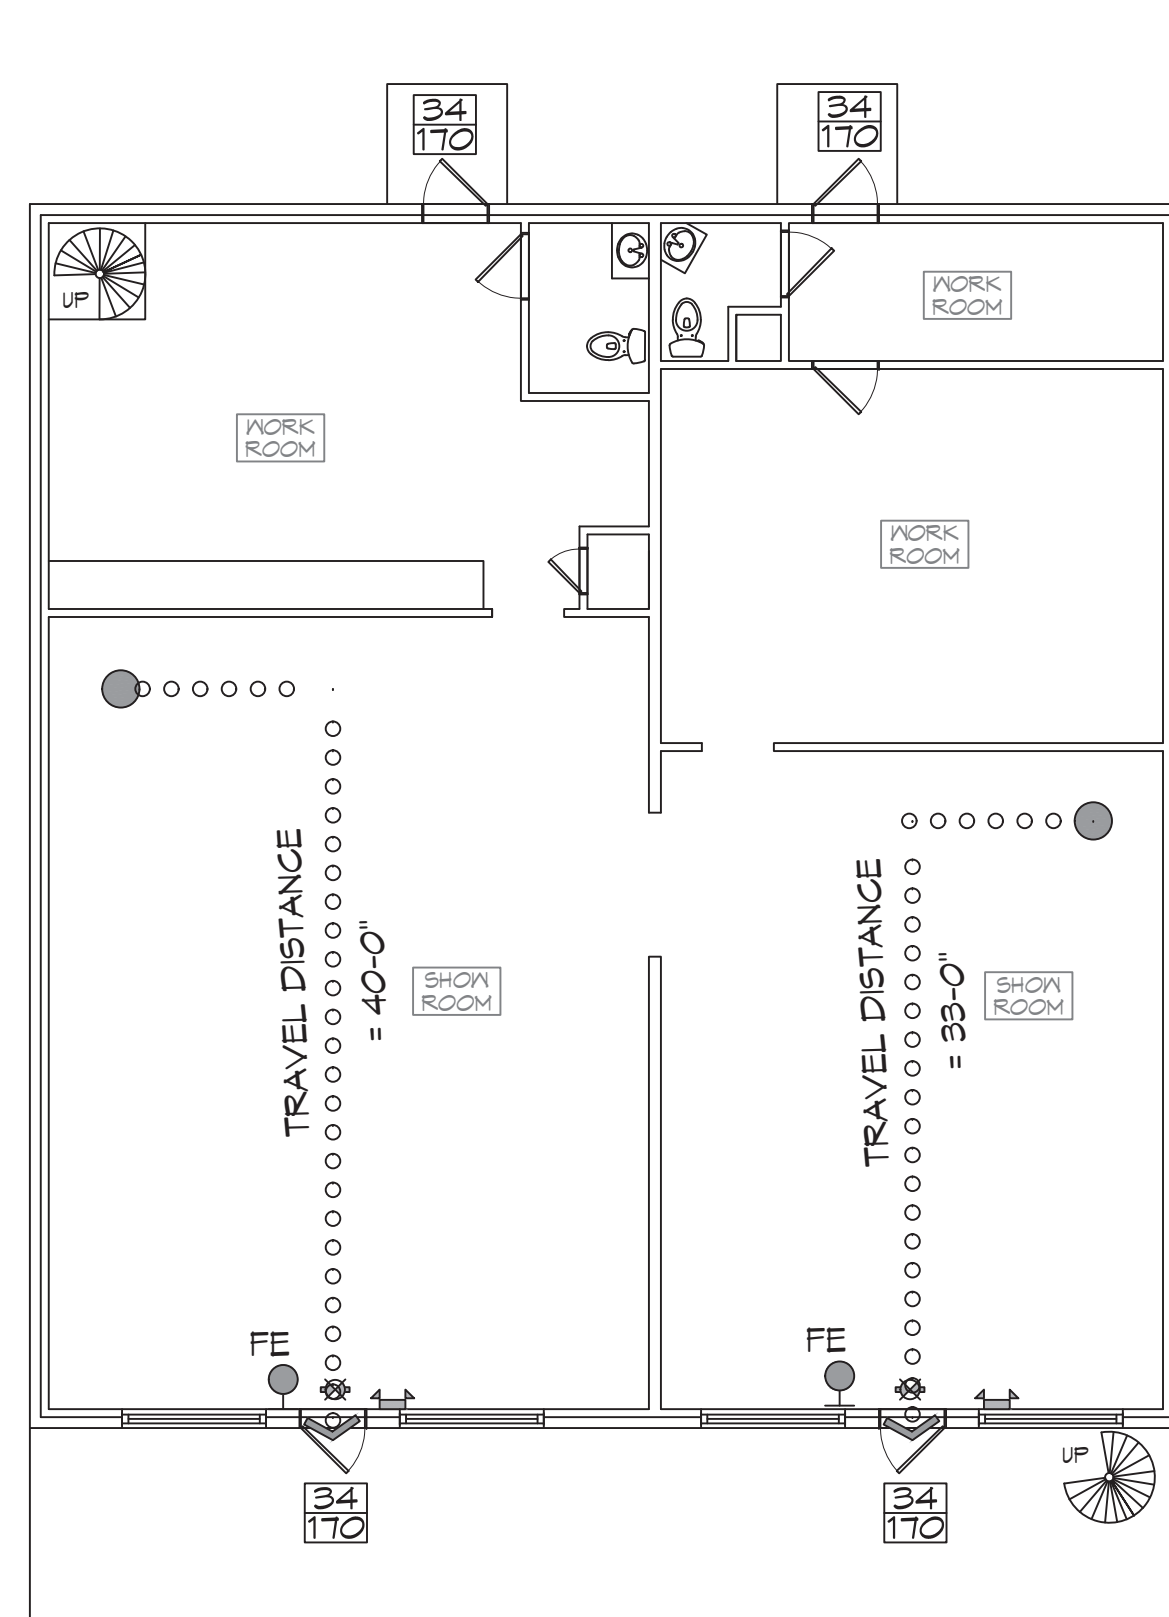 34
170
34
170
UP
WORK
ROOM
WORK
ROOM
WORK
ROOM
TRAVEL DISTANCE
= 40-0"
SHOW
ROOM
TRAVEL DISTANCE
= 33-0"
SHOW
ROOM
FE
FE
UP
34
170
34
170